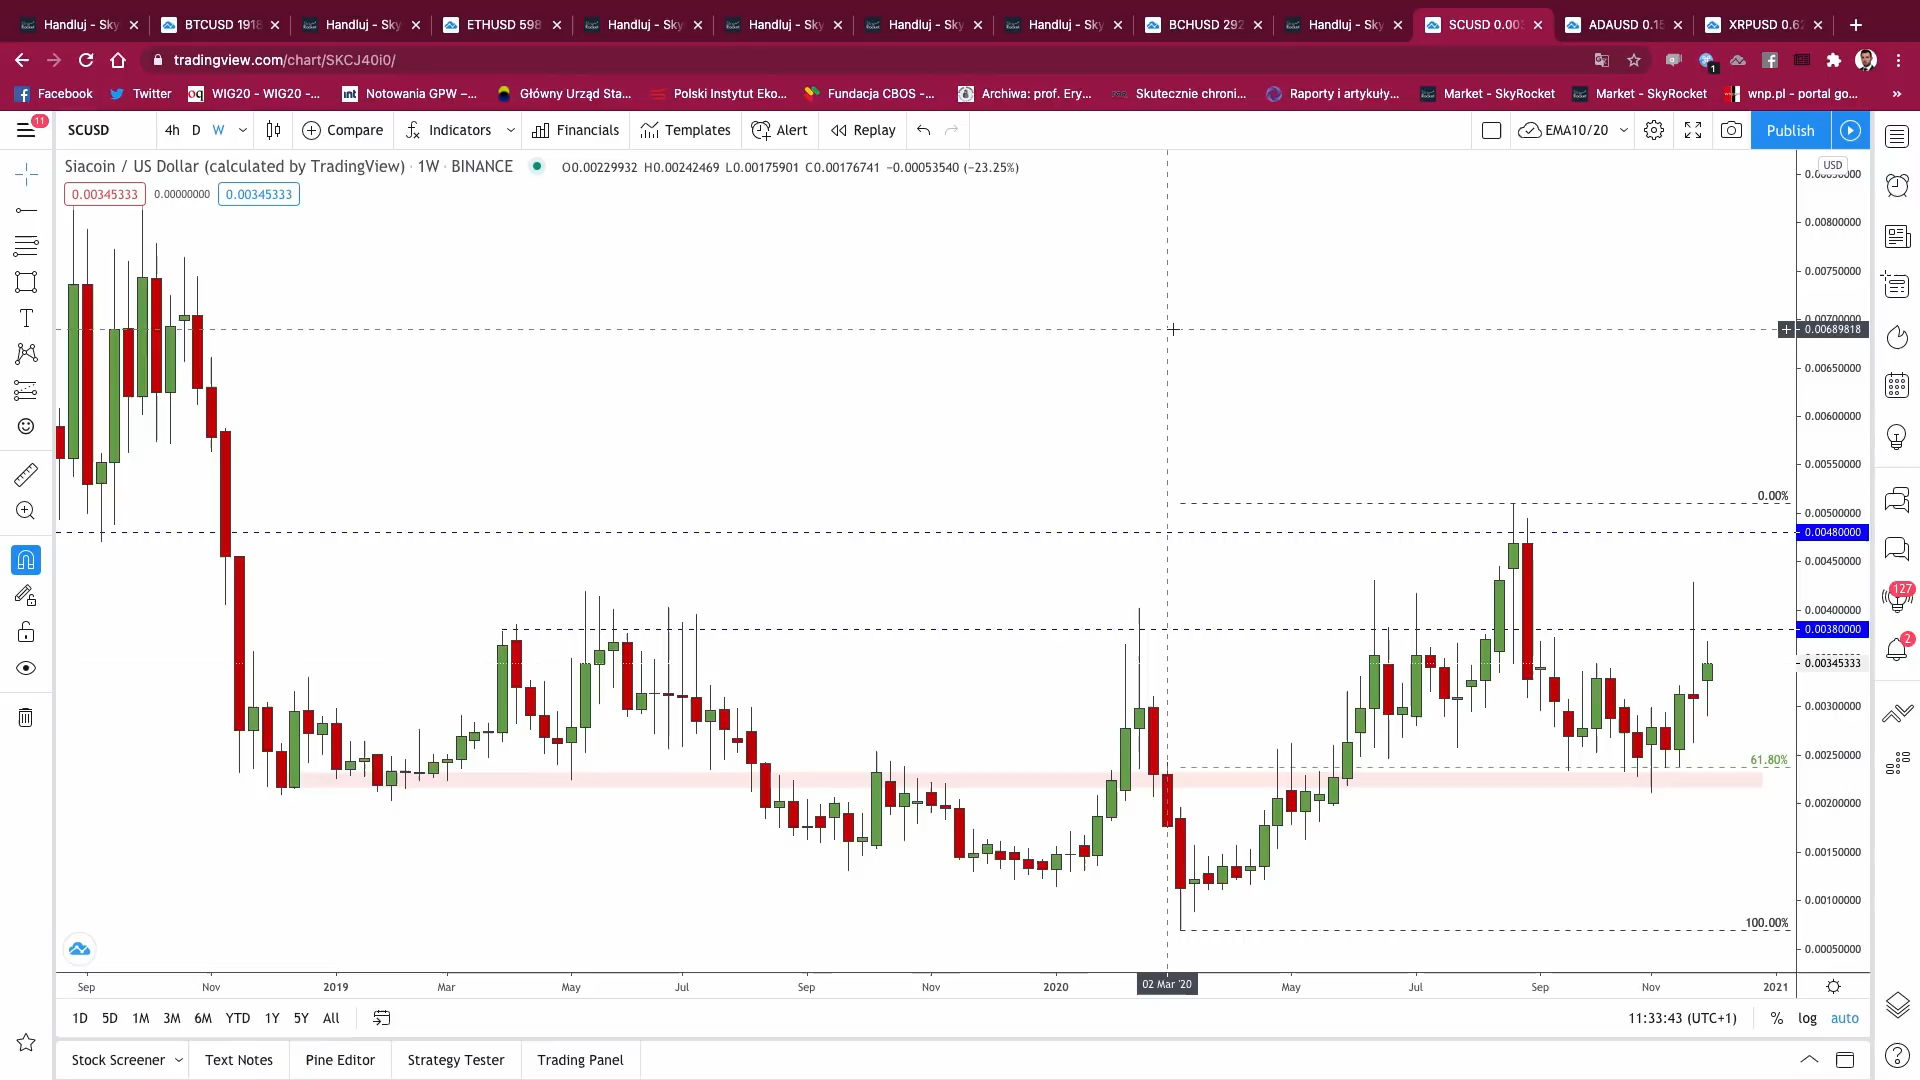 Handluj - Sky
BTCUSD 1918
Handluj - Sky
ETHUSD 598
Handluj - Sky
Handluj - Sky
Handluj - Sky
Handluj - Sky
BCHUSD 292
Handluj - Sky
SCUSD 0.003
ADAUSD 0.15
XRPUSD 0.62
tradingview.com/chart/SKCJ40i0/
1
Facebook
Twitter
WIG20 - WIG20 -...
Notowania GPW –...
Główny Urząd Sta...
Polski Instytut Eko...
Fundacja CBOS -...
Archiwa: prof. Ery...
Skutecznie chroni...
Raporty i artykuły...
Market - SkyRocket
Market - SkyRocket
wnp.pl - portal go...
»
11
SCUSD
4h D W
Compare
Indicators
Financials
Templates
Alert
Replay
EMA10/20
Publish
Siacoin / US Dollar (calculated by TradingView) · 1W · BINANCE
O0.00229932 H0.00242469 L0.00175901 C0.00176741 −0.00053540 (−23.25%)
0.00345333 0.00000000 0.00345333
USD
0.00800000
0.00750000
0.00689818
0.00650000
0.00600000
0.00550000
0.00%
0.00500000
0.00480000
0.00450000
0.00400000
0.00380000
0.00345333
0.00300000
61.80%
0.00250000
0.00200000
0.00150000
0.00100000
100.00%
0.00050000
127
2
Sep Nov 2019 Mar May Jul Sep Nov 2020 02 Mar '20 May Jul Sep Nov 2021
1D 5D 1M 3M 6M YTD 1Y 5Y All
11:33:43 (UTC+1) % log auto
Stock Screener Text Notes Pine Editor Strategy Tester Trading Panel